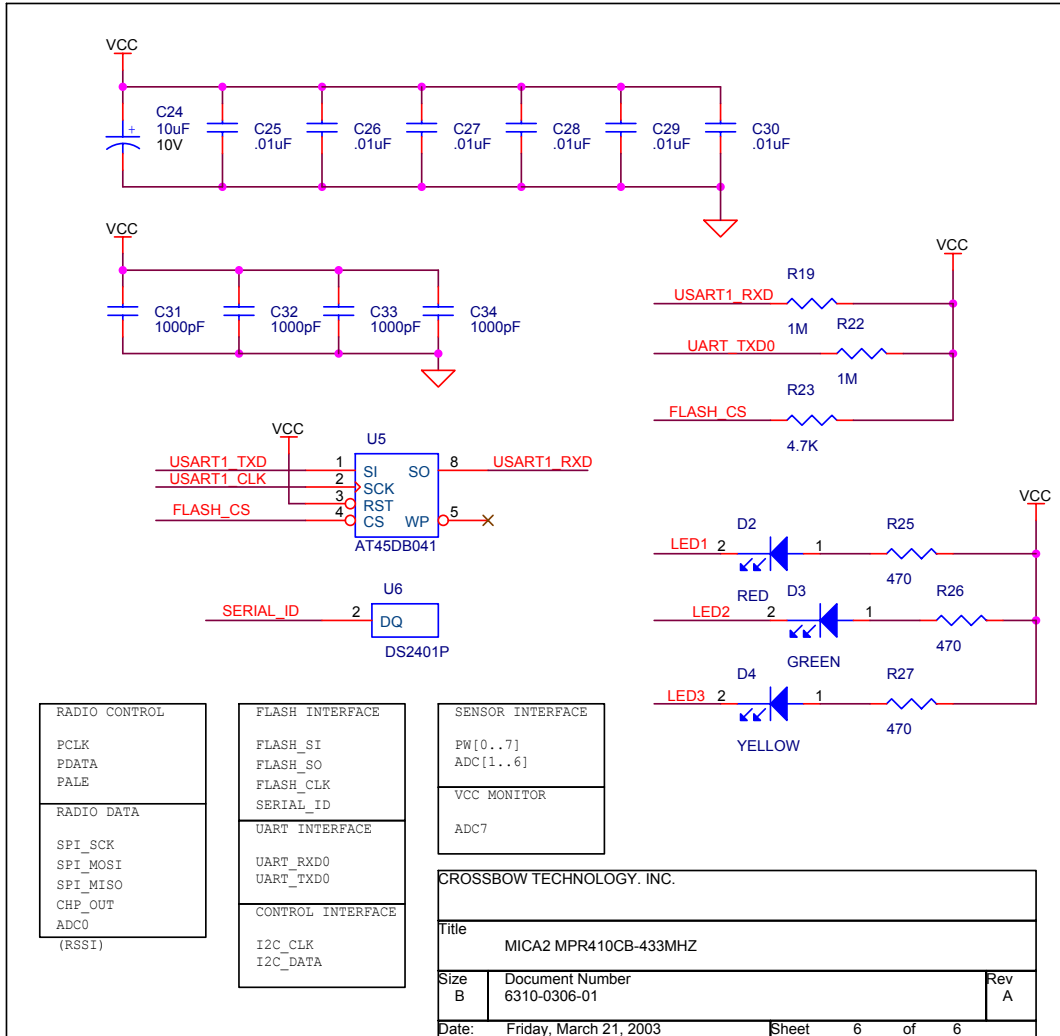 VCC
C24
10uF
10V
+
C25
.01uF
C26
.01uF
C27
.01uF
C28
.01uF
C29
.01uF
C30
.01uF
VCC
C31
1000pF
C32
1000pF
C33
1000pF
C34
1000pF
VCC
USART1_RXD
R19
1M
UART_TXD0
R22
1M
FLASH_CS
R23
4.7K
VCC
U5
USART1_TXD 1 SI SO 8 USART1_RXD
USART1_CLK 2 SCK
3 RST
FLASH_CS 4 CS WP 5
AT45DB041
U6
SERIAL_ID 2 DQ
DS2401P
VCC
D2 R25
LED1 2 1
RED 470
D3 R26
LED2 2 1
GREEN 470
D4 R27
LED3 2 1
YELLOW 470
RADIO CONTROL
PCLK
PDATA
PALE
RADIO DATA
SPI_SCK
SPI_MOSI
SPI_MISO
CHP_OUT
ADC0
(RSSI)
FLASH INTERFACE
FLASH_SI
FLASH_SO
FLASH_CLK
SERIAL_ID
UART INTERFACE
UART_RXD0
UART_TXD0
CONTROL INTERFACE
I2C_CLK
I2C_DATA
SENSOR INTERFACE
PW[0..7]
ADC[1..6]
VCC MONITOR
ADC7
CROSSBOW TECHNOLOGY. INC.
Title
MICA2 MPR410CB-433MHZ
Size Document Number Rev
B 6310-0306-01 A
Date: Friday, March 21, 2003 Sheet 6 of 6